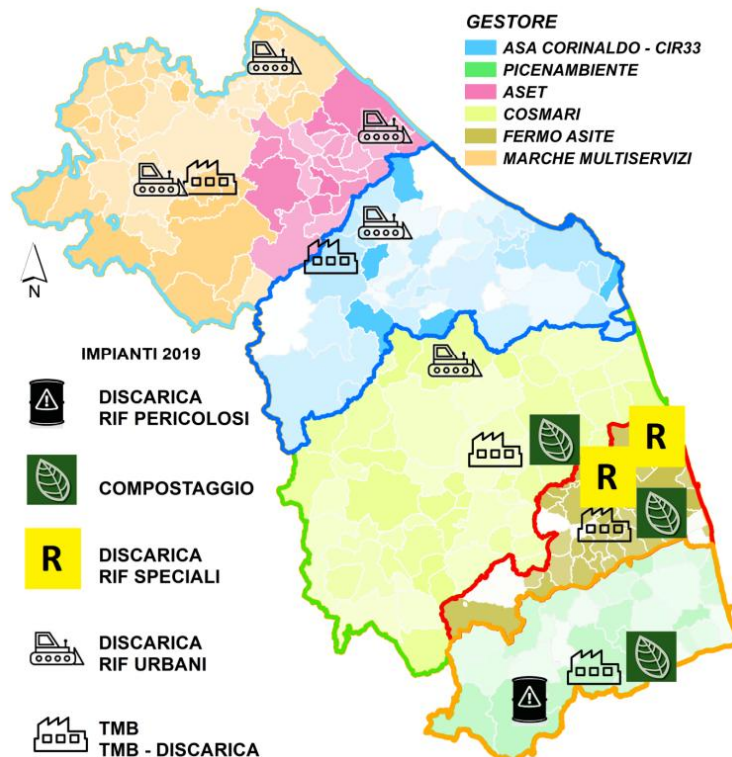 GESTORE
ASA CORINALDO - CIR33
PICENAMBIENTE
ASET
COSMARI
FERMO ASITE
MARCHE MULTISERVIZI
N
IMPIANTI 2019
DISCARICA
RIF PERICOLOSI
COMPOSTAGGIO
R
DISCARICA
RIF SPECIALI
DISCARICA
RIF URBANI
TMB
TMB - DISCARICA
R
R